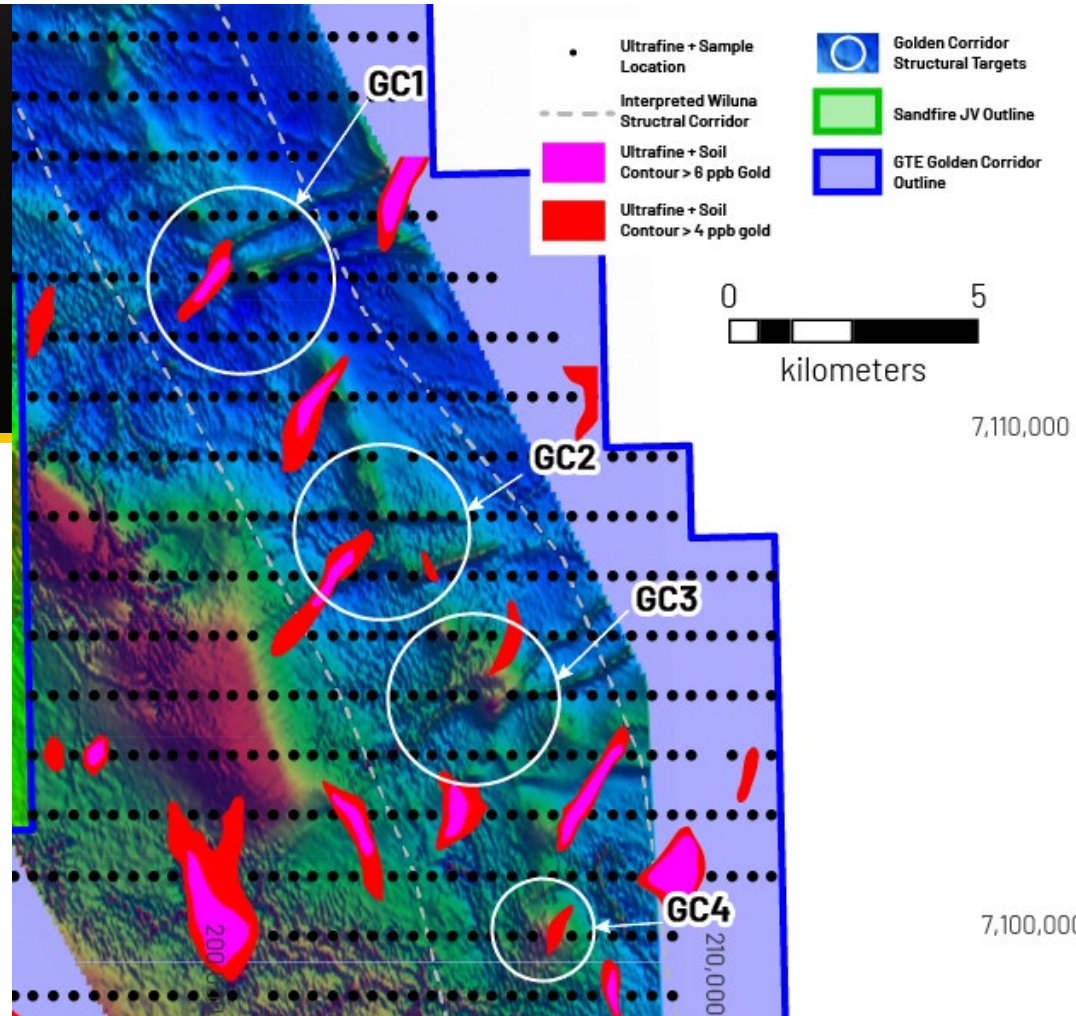 GC1
GC2
GC3
GC4
Ultrafine + Sample
Location
Interpreted Wiluna
Structral Corridor
Ultrafine + Soil
Contour > 6 ppb Gold
Ultrafine + Soil
Contour > 4 ppb gold
Golden Corridor
Structural Targets
Sandfire JV Outline
GTE Golden Corridor
Outline
0 5
kilometers
7,110,000
7,100,000
210,000